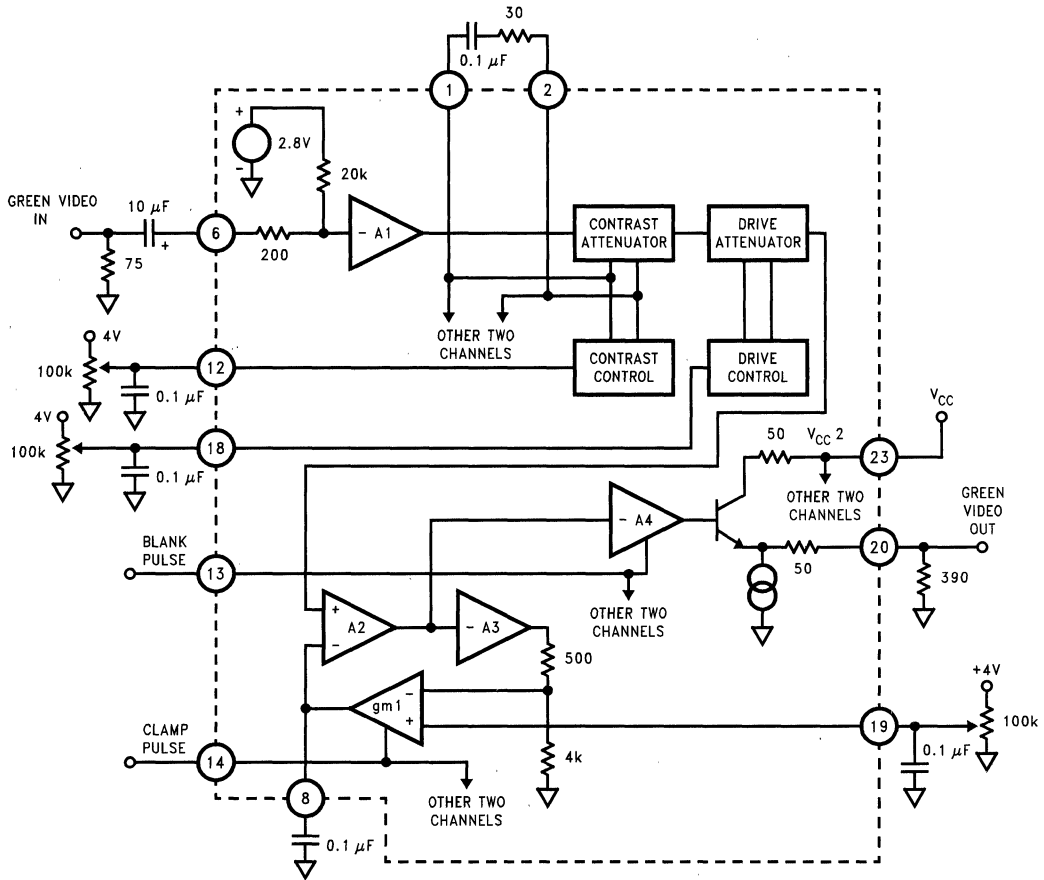 30
0.1 μF
1
2
+
2.8V
-
20k
GREEN VIDEO
IN
10 μF
+
6
200
75
- A1
CONTRAST
ATTENUATOR
DRIVE
ATTENUATOR
OTHER TWO
CHANNELS
4V
100k
12
0.1 μF
CONTRAST
CONTROL
DRIVE
CONTROL
4V
100k
18
0.1 μF
VCC
50
VCC 2
23
OTHER TWO
CHANNELS
GREEN
VIDEO
OUT
- A4
BLANK
PULSE
13
50
20
390
OTHER TWO
CHANNELS
+
A2
-
- A3
500
gm1
-
+
+4V
19
100k
0.1 μF
CLAMP
PULSE
14
4k
8
OTHER TWO
CHANNELS
0.1 μF